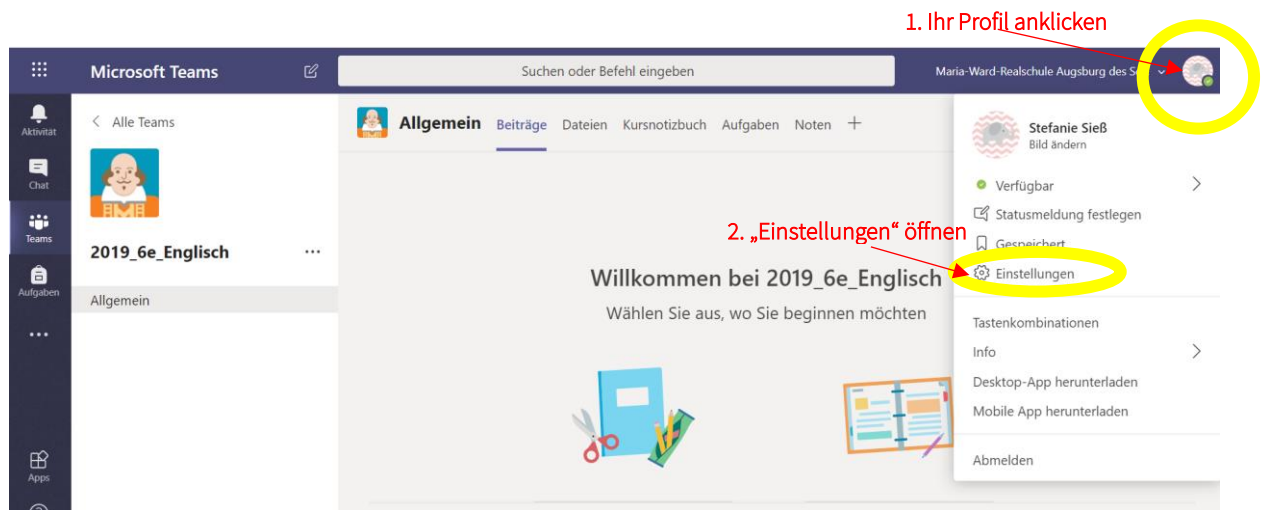 1. Ihr Profil anklicken
Microsoft Teams
Suchen oder Befehl eingeben
Maria-Ward-Realschule Augsburg des S
Aktivität
Chat
Teams
Aufgaben
Apps
Alle Teams
2019_6e_Englisch
Allgemein
Allgemein Beiträge Dateien Kursnotizbuch Aufgaben Noten +
2. „Einstellungen“ öffnen
Willkommen bei 2019_6e_Englisch
Wählen Sie aus, wo Sie beginnen möchten
Stefanie Sieß
Bild ändern
Verfügbar
Statusmeldung festlegen
Gespeichert
Einstellungen
Tastenkombinationen
Info
Desktop-App herunterladen
Mobile App herunterladen
Abmelden